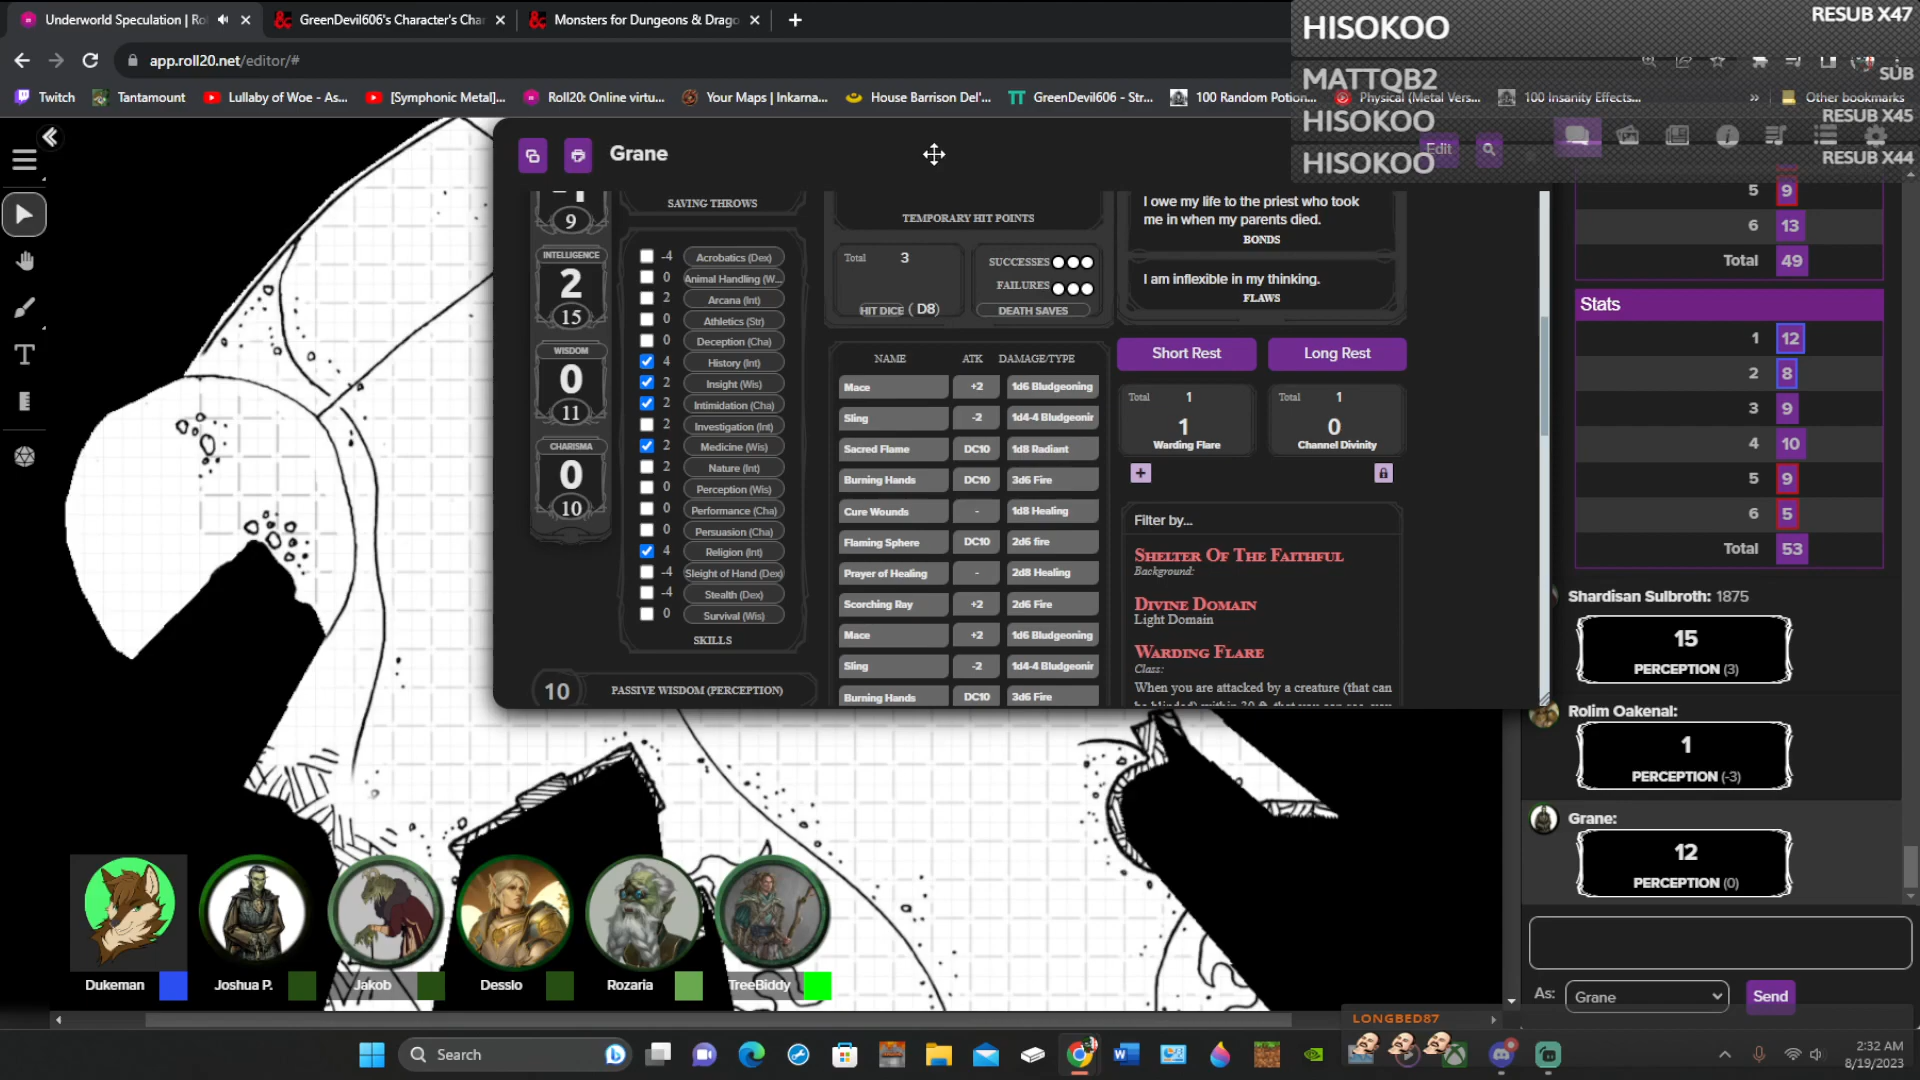 Underworld Speculation | Rol
GreenDevil606's Character's Char
Monsters for Dungeons & Drago
app.roll20.net/editor/#
Twitch
Tantamount
Lullaby of Woe - As...
[Symphonic Metal]...
Roll20: Online virtu...
Your Maps | Inkarna...
House Barrison Del'...
GreenDevil606 - Str...
100 Random Potion...
Physical (Metal Vers...
100 Insanity Effects...
»
Other bookmarks
HISOKOO
RESUB X47
MATTQB2
SUB
HISOKOO
RESUB X45
HISOKOO
RESUB X44
Grane
Edit
9
INTELLIGENCE
2
15
WISDOM
0
11
CHARISMA
0
10
SAVING THROWS
-4 Acrobatics (Dex)
0 Animal Handling (W...
2 Arcana (Int)
0 Athletics (Str)
0 Deception (Cha)
4 History (Int)
2 Insight (Wis)
2 Intimidation (Cha)
2 Investigation (Int)
2 Medicine (Wis)
2 Nature (Int)
0 Perception (Wis)
0 Performance (Cha)
0 Persuasion (Cha)
4 Religion (Int)
-4 Sleight of Hand (Dex)
-4 Stealth (Dex)
0 Survival (Wis)
SKILLS
10 PASSIVE WISDOM (PERCEPTION)
TEMPORARY HIT POINTS
Total 3
HIT DICE ( D8)
SUCCESSES
FAILURES
DEATH SAVES
NAME ATK DAMAGE/TYPE
Mace +2 1d6 Bludgeoning
Sling -2 1d4-4 Bludgeonir
Sacred Flame DC10 1d8 Radiant
Burning Hands DC10 3d6 Fire
Cure Wounds - 1d8 Healing
Flaming Sphere DC10 2d6 fire
Prayer of Healing - 2d8 Healing
Scorching Ray +2 2d6 Fire
Mace +2 1d6 Bludgeoning
Sling -2 1d4-4 Bludgeonir
Burning Hands DC10 3d6 Fire
I owe my life to the priest who took
me in when my parents died.
BONDS
I am inflexible in my thinking.
FLAWS
Short Rest
Long Rest
Total 1
1
Warding Flare
Total 1
0
Channel Divinity
+
Filter by...
SHELTER OF THE FAITHFUL
Background:
DIVINE DOMAIN
Light Domain
WARDING FLARE
Class:
When you are attacked by a creature (that can
5 9
6 13
Total 49
Stats
1 12
2 8
3 9
4 10
5 9
6 5
Total 53
Shardisan Sulbroth: 1875
15
PERCEPTION (3)
Rolim Oakenal:
1
PERCEPTION (-3)
Grane:
12
PERCEPTION (0)
As:
Grane
Send
Dukeman
Joshua P.
Jakob
Desslo
Rozaria
TreeBiddy
LONGBED87
Search
2:32 AM
8/19/2023